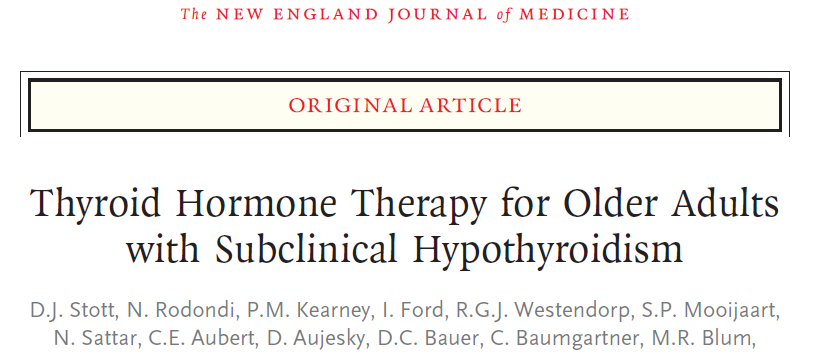 The NEW ENGLAND JOURNAL of MEDICINE
ORIGINAL ARTICLE
Thyroid Hormone Therapy for Older Adults
with Subclinical Hypothyroidism
D.J. Stott, N. Rodondi, P.M. Kearney, I. Ford, R.G.J. Westendorp, S.P. Mooijaart,
N. Sattar, C.E. Aubert, D. Aujesky, D.C. Bauer, C. Baumgartner, M.R. Blum,